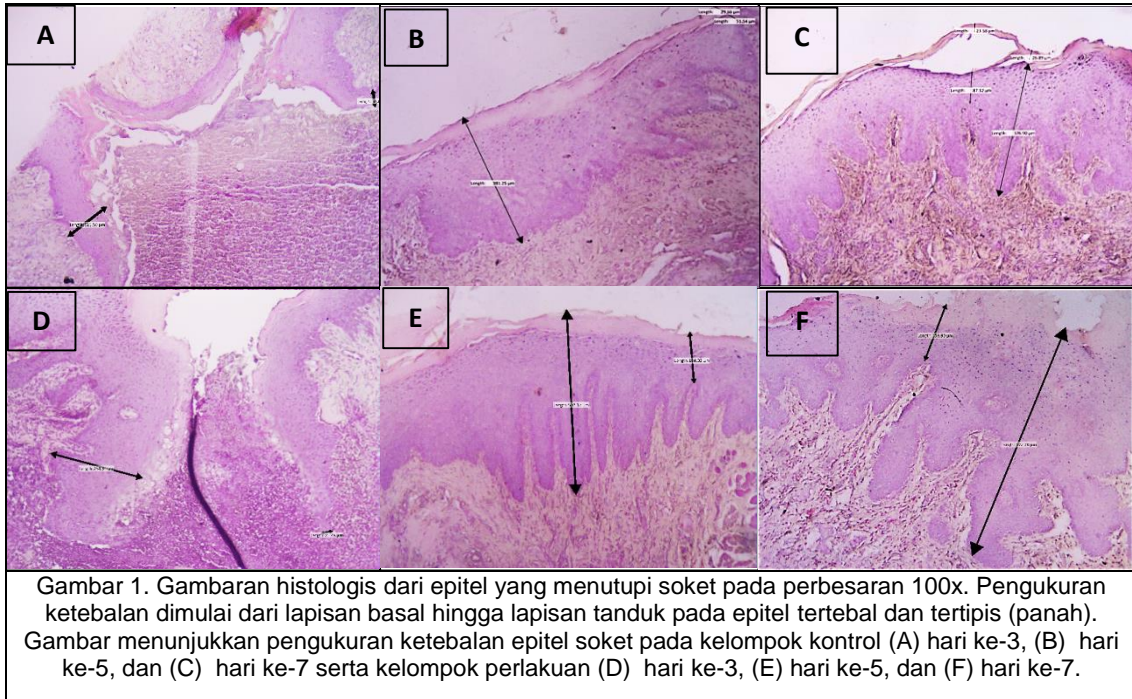 A
B
C
D
E
F
Gambar 1. Gambaran histologis dari epitel yang menutupi soket pada perbesaran 100x. Pengukuran
ketebalan dimulai dari lapisan basal hingga lapisan tanduk pada epitel tertebal dan tertipis (panah).
Gambar menunjukkan pengukuran ketebalan epitel soket pada kelompok kontrol (A) hari ke-3, (B) hari
ke-5, dan (C) hari ke-7 serta kelompok perlakuan (D) hari ke-3, (E) hari ke-5, dan (F) hari ke-7.